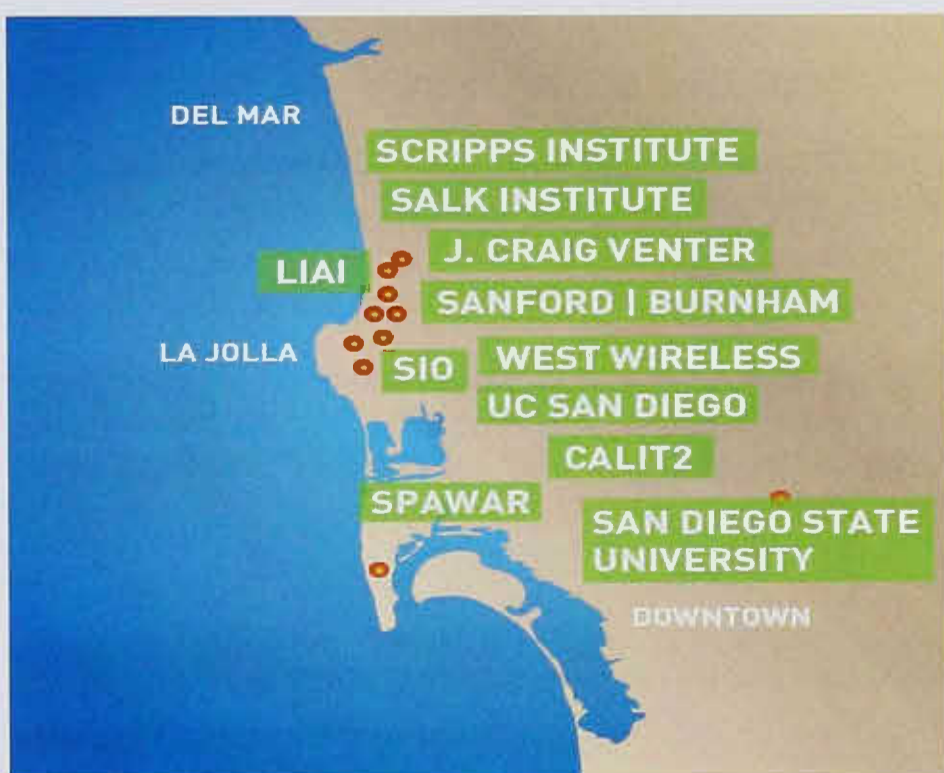 DEL MAR
SCRIPPS INSTITUTE
SALK INSTITUTE
J. CRAIG VENTER
LIAI
SANFORD | BURNHAM
LA JOLLA
SIO
WEST WIRELESS
UC SAN DIEGO
CALIT2
SPAWAR
SAN DIEGO STATE
UNIVERSITY
DOWNTOWN